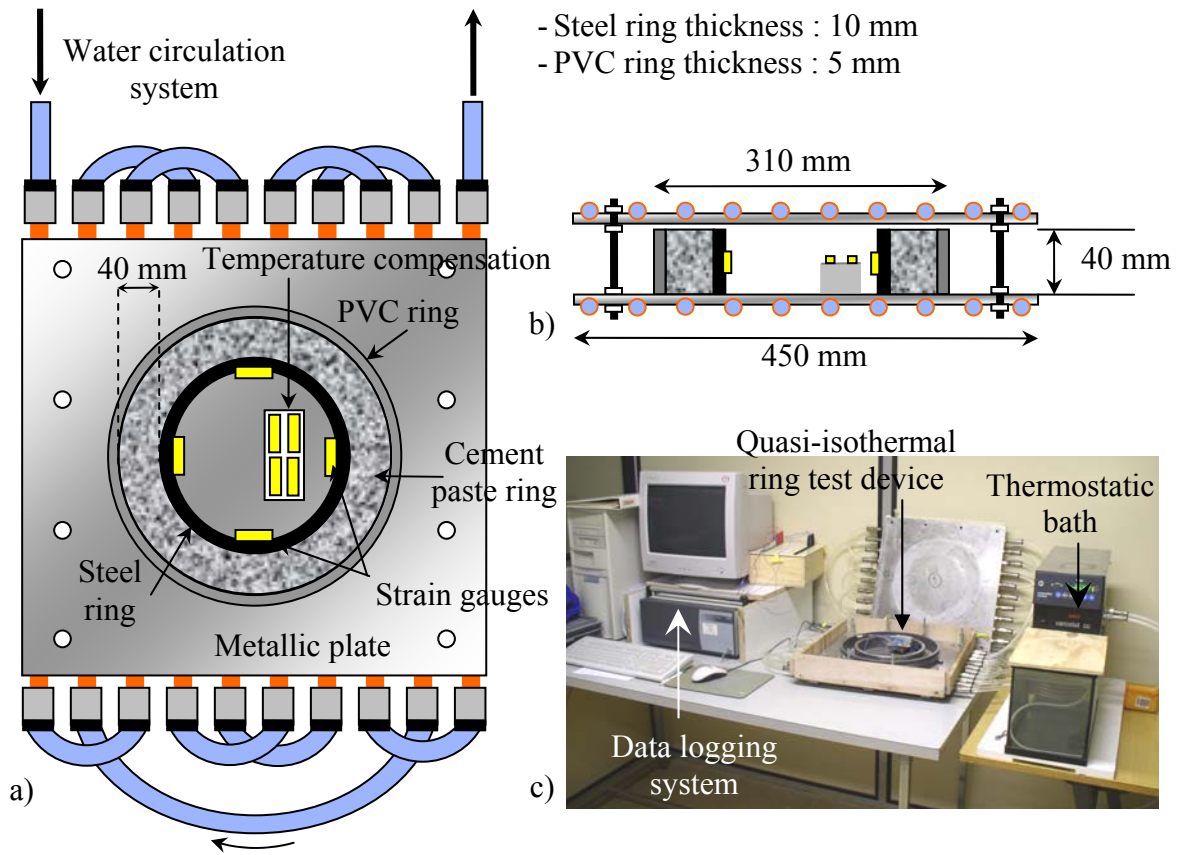 Water circulation
system
- Steel ring thickness : 10 mm
- PVC ring thickness : 5 mm
310 mm
40 mm
b)
450 mm
40 mm
Temperature compensation
PVC ring
Cement
paste ring
Steel
ring
Strain gauges
Metallic plate
a)
Quasi-isothermal
ring test device
Thermostatic
bath
Data logging
system
c)